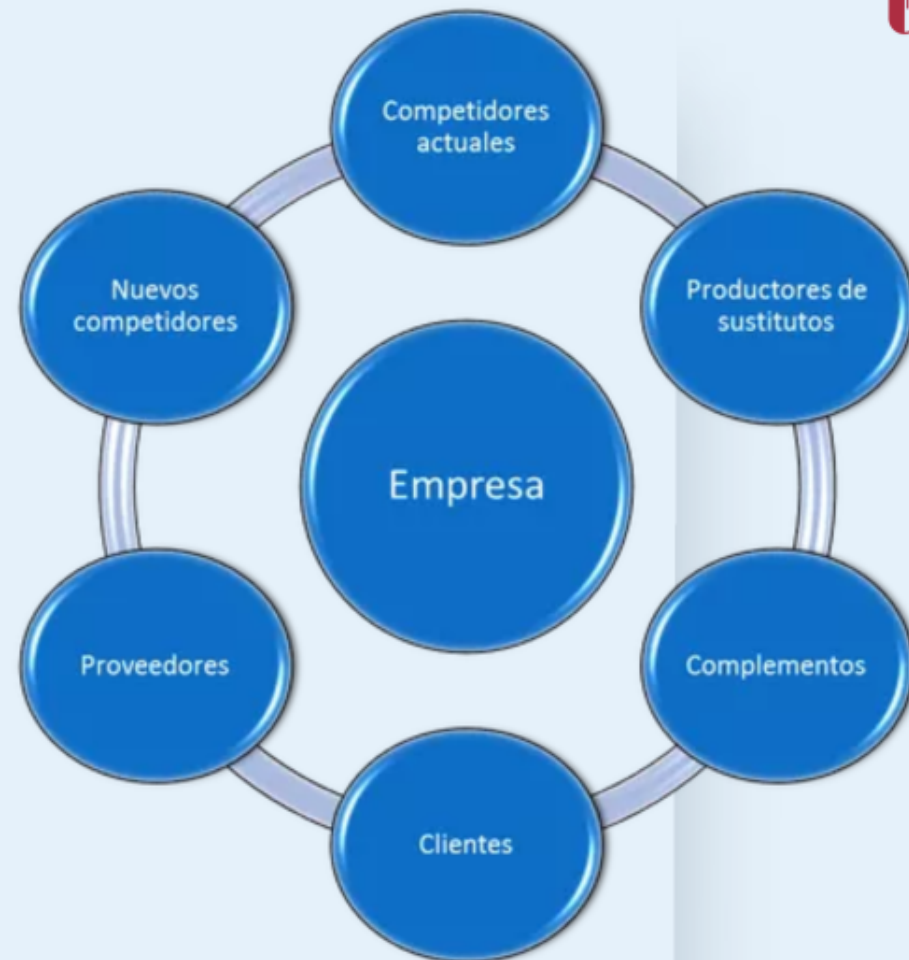 Competidores
actuales
Nuevos
competidores
Productores de
sustitutos
Empresa
Proveedores
Complementos
Clientes